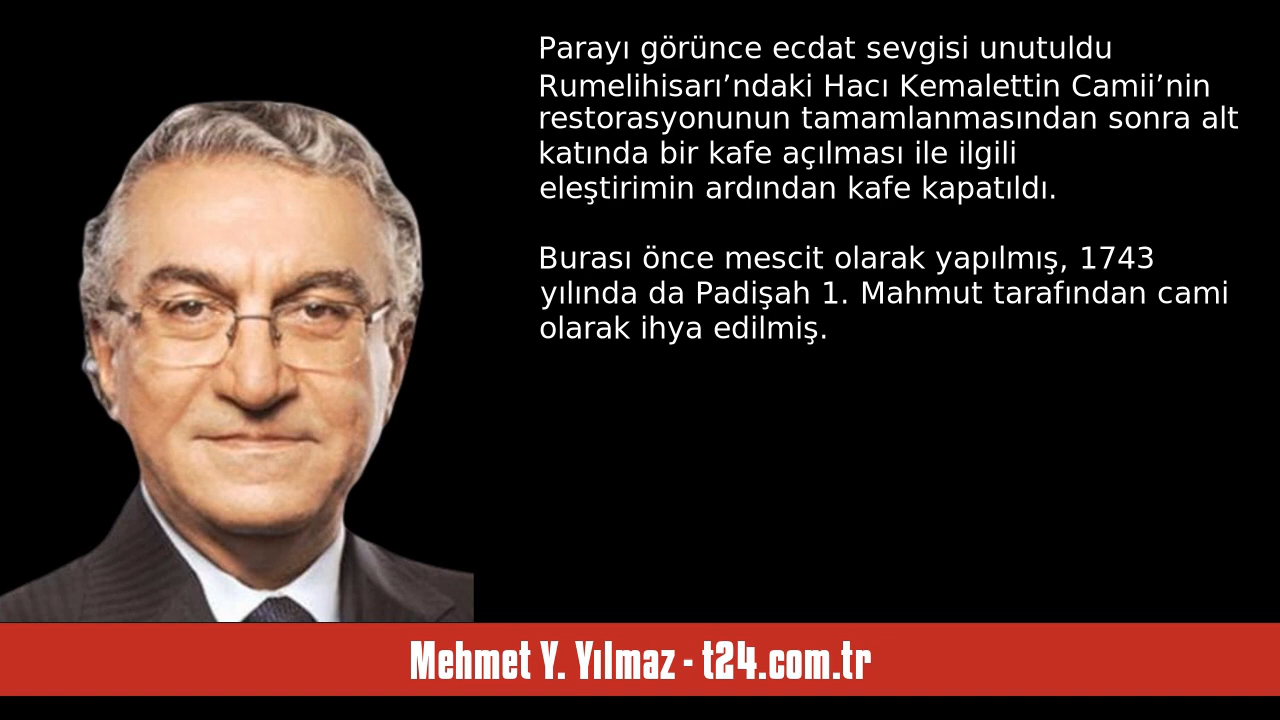 Parayı görünce ecdat sevgisi unutuldu
Rumelihisarı’ndaki Hacı Kemalettin Camii’nin
restorasyonunun tamamlanmasından sonra alt
katında bir kafe açılması ile ilgili
eleştirimin ardından kafe kapatıldı.
Burası önce mescit olarak yapılmış, 1743
yılında da Padişah 1. Mahmut tarafından cami
olarak ihya edilmiş.
Mehmet Y. Yılmaz - t24.com.tr